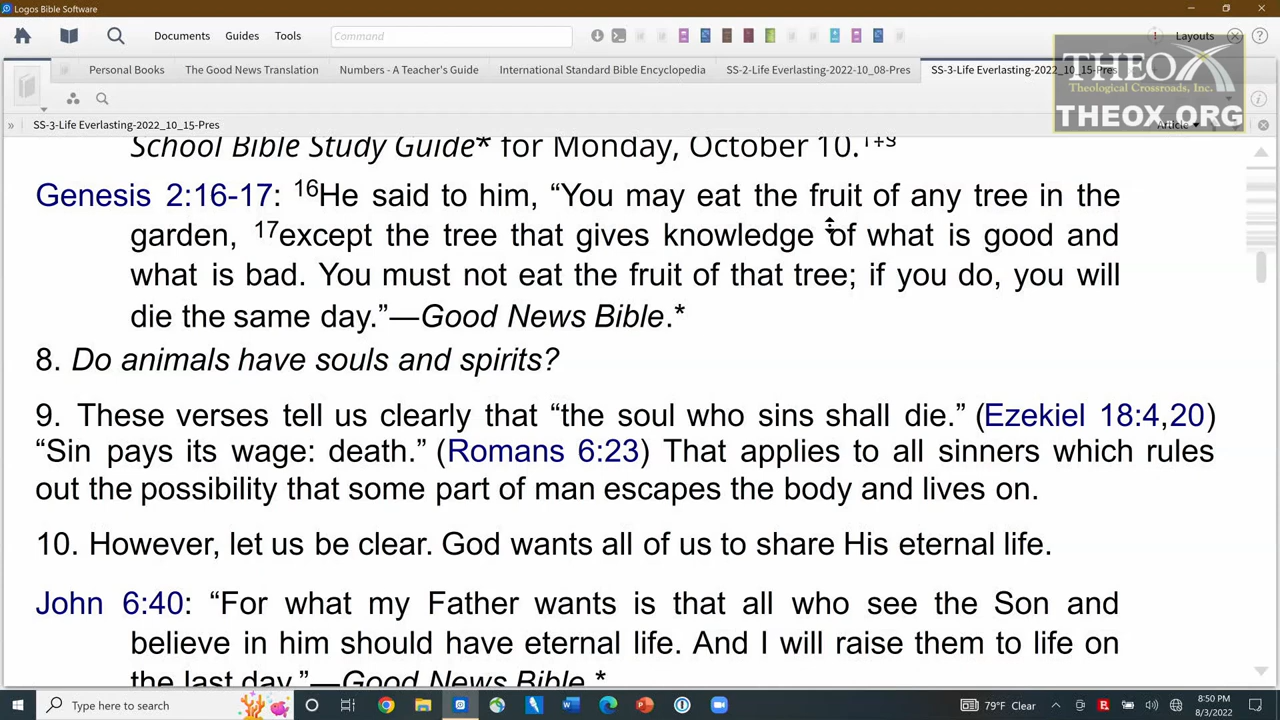 Logos Bible Software
Documents Guides Tools Command Layouts
Personal Books The Good News Translation International Standard Bible Encyclopedia SS-2-Life Everlasting-2022-10_08-Pres SS-3-Life Everlasting-2022_10_15-Pres
THEOX
Theological Crossroads, Inc.
THEOX.ORG
SS-3-Life Everlasting-2022_10_15-Pres Article
School Bible Study Guide* for Monday, October 10.
Genesis 2:16-17: 16He said to him, “You may eat the fruit of any tree in the
garden, 17except the tree that gives knowledge of what is good and
what is bad. You must not eat the fruit of that tree; if you do, you will
die the same day.”—Good News Bible.*
8. Do animals have souls and spirits?
9. These verses tell us clearly that “the soul who sins shall die.” (Ezekiel 18:4,20)
“Sin pays its wage: death.” (Romans 6:23) That applies to all sinners which rules
out the possibility that some part of man escapes the body and lives on.
10. However, let us be clear. God wants all of us to share His eternal life.
John 6:40: “For what my Father wants is that all who see the Son and
believe in him should have eternal life. And I will raise them to life on
the last day.”—Good News Bible.*
Type here to search
79°F Clear
8:50 PM
8/3/2022